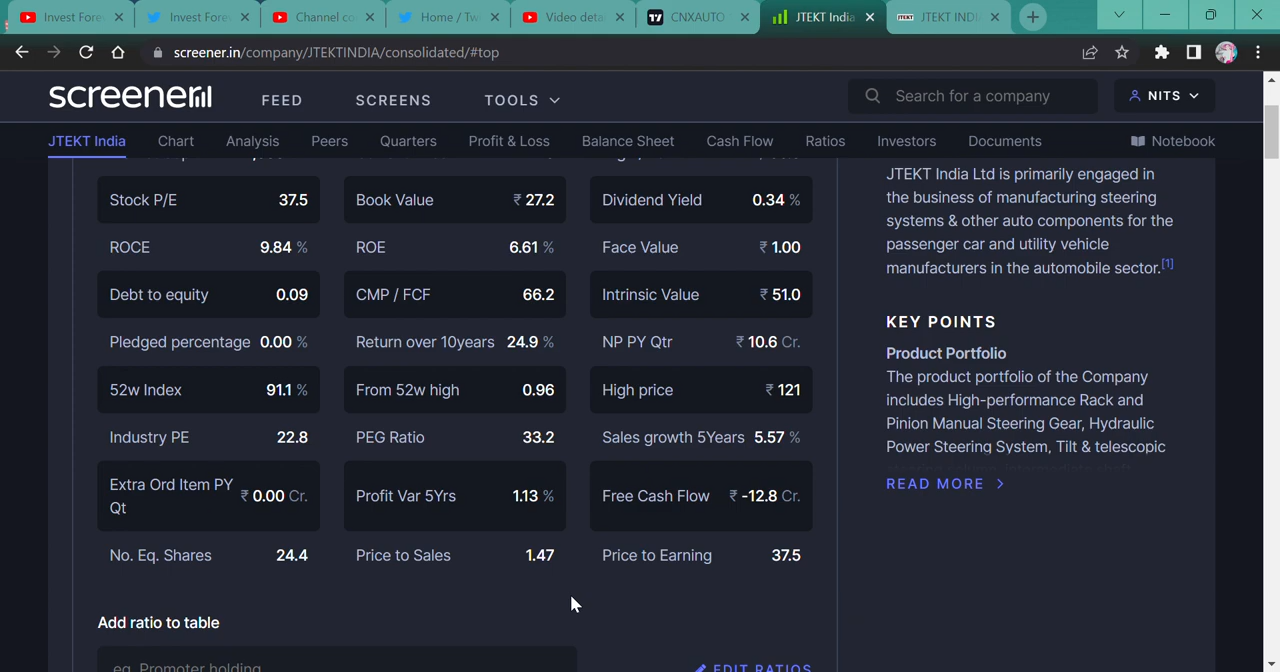 Invest Fore
Invest Fore
Channel co
Home / Tw
Video deta
CNXAUTO
JTEKT India
JTEKT INDI
screener.in/company/JTEKTINDIA/consolidated/#top
screener
FEED
SCREENS
TOOLS
Search for a company
NITS
JTEKT India
Chart
Analysis
Peers
Quarters
Profit & Loss
Balance Sheet
Cash Flow
Ratios
Investors
Documents
Notebook
Stock P/E 37.5
Book Value ₹ 27.2
Dividend Yield 0.34 %
ROCE 9.84 %
ROE 6.61 %
Face Value ₹ 1.00
Debt to equity 0.09
CMP / FCF 66.2
Intrinsic Value ₹ 51.0
Pledged percentage 0.00 %
Return over 10years 24.9 %
NP PY Qtr ₹ 10.6 Cr.
52w Index 91.1 %
From 52w high 0.96
High price ₹ 121
Industry PE 22.8
PEG Ratio 33.2
Sales growth 5Years 5.57 %
Extra Ord Item PY
Qt ₹ 0.00 Cr.
Profit Var 5Yrs 1.13 %
Free Cash Flow ₹ -12.8 Cr.
No. Eq. Shares 24.4
Price to Sales 1.47
Price to Earning 37.5
Add ratio to table
eg. Promoter holding
EDIT RATIOS
JTEKT India Ltd is primarily engaged in
the business of manufacturing steering
systems & other auto components for the
passenger car and utility vehicle
manufacturers in the automobile sector.[1]
KEY POINTS
Product Portfolio
The product portfolio of the Company
includes High-performance Rack and
Pinion Manual Steering Gear, Hydraulic
Power Steering System, Tilt & telescopic
READ MORE